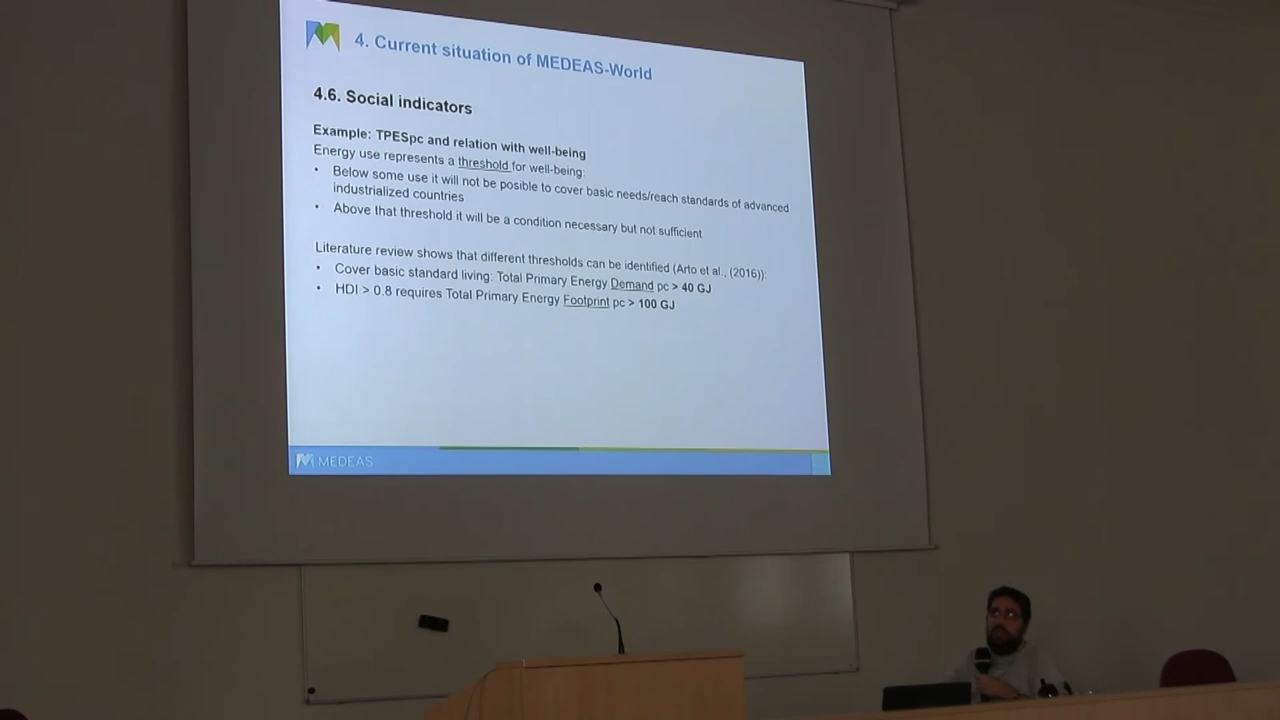 4. Current situation of MEDEAS-World
4.6. Social indicators
Example: TPESpc and relation with well-being
Energy use represents a threshold for well-being:
• Below some use it will not be posible to cover basic needs/reach standards of advanced
industrialized countries
• Above that threshold it will be a condition necessary but not sufficient
Literature review shows that different thresholds can be identified (Arto et al., (2016)):
• Cover basic standard living: Total Primary Energy Demand pc > 40 GJ
• HDI > 0.8 requires Total Primary Energy Footprint pc > 100 GJ
MEDEAS